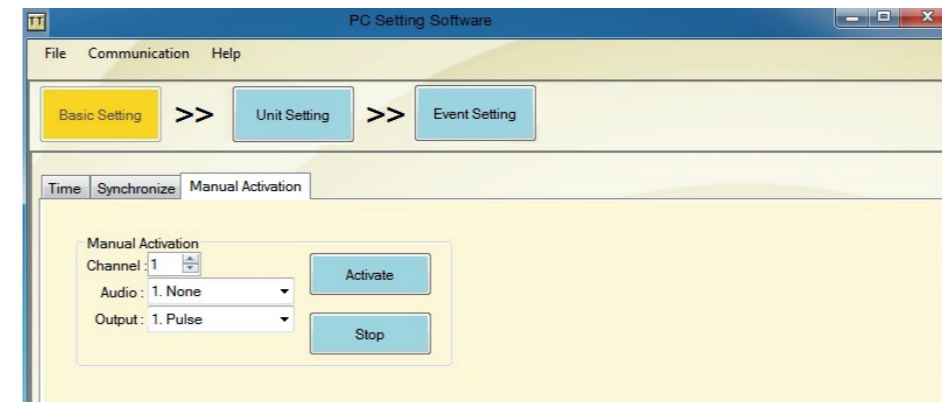 TT PC Setting Software X
File Communication Help
Basic Setting >> Unit Setting >> Event Setting
Time Synchronize Manual Activation
Manual Activation
Channel : 1
Activate
Audio : 1. None
Output : 1. Pulse
Stop